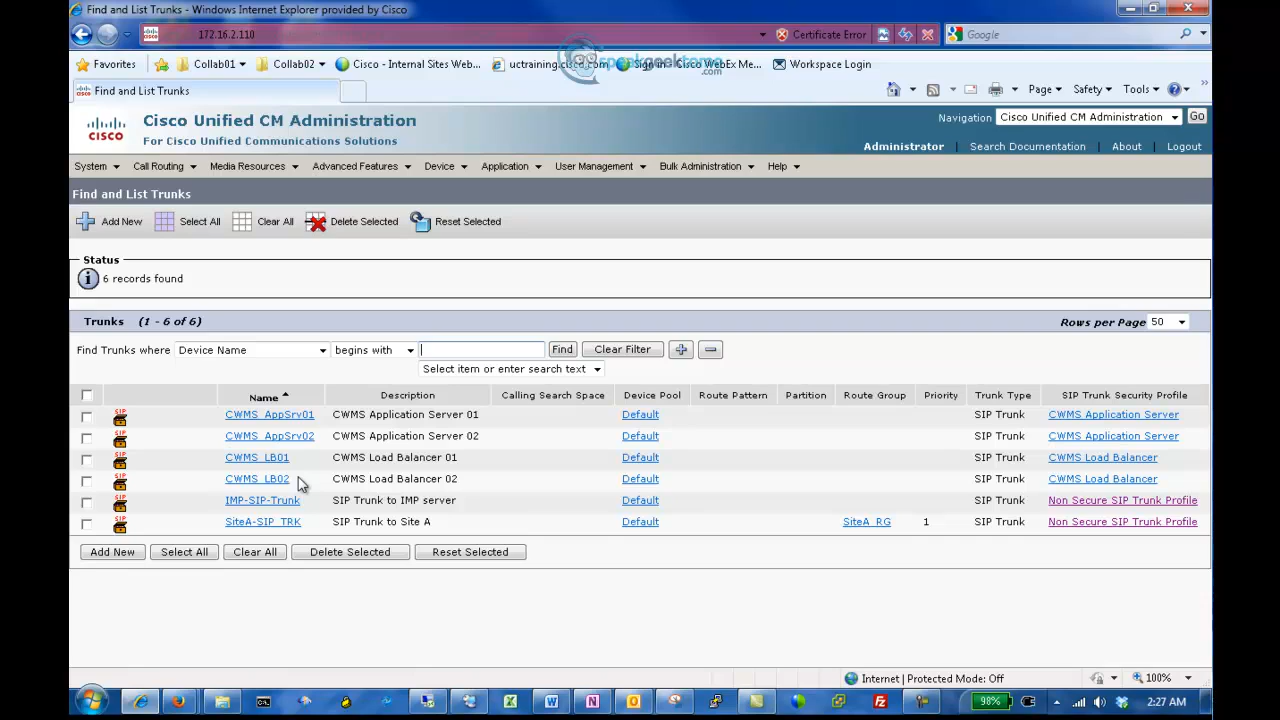 Find and List Trunks - Windows Internet Explorer provided by Cisco
172.16.2.110 Certificate Error Google
Favorites Collab01 Collab02 Cisco - Internal Sites Web... uctraining.cisco.com Sign In - Cisco WebEx Me... Workspace Login
speakgeektome
.com
Find and List Trunks Page Safety Tools
CISCO
Cisco Unified CM Administration
For Cisco Unified Communications Solutions
Navigation Cisco Unified CM Administration Go
Administrator | Search Documentation | About | Logout
System Call Routing Media Resources Advanced Features Device Application User Management Bulk Administration Help
Find and List Trunks
Add New Select All Clear All Delete Selected Reset Selected
Status
6 records found
Trunks (1 - 6 of 6) Rows per Page 50
Find Trunks where Device Name begins with Find Clear Filter
Select item or enter search text
Name Description Calling Search Space Device Pool Route Pattern Partition Route Group Priority Trunk Type SIP Trunk Security Profile
SIP CWMS_AppSrv01 CWMS Application Server 01 Default SIP Trunk CWMS Application Server
SIP CWMS_AppSrv02 CWMS Application Server 02 Default SIP Trunk CWMS Application Server
SIP CWMS_LB01 CWMS Load Balancer 01 Default SIP Trunk CWMS Load Balancer
SIP CWMS_LB02 CWMS Load Balancer 02 Default SIP Trunk CWMS Load Balancer
SIP IMP-SIP-Trunk SIP Trunk to IMP server Default SIP Trunk Non Secure SIP Trunk Profile
SIP SiteA-SIP_TRK SIP Trunk to Site A Default SiteA_RG 1 SIP Trunk Non Secure SIP Trunk Profile
Add New Select All Clear All Delete Selected Reset Selected
Internet | Protected Mode: Off 100%
98% 2:27 AM